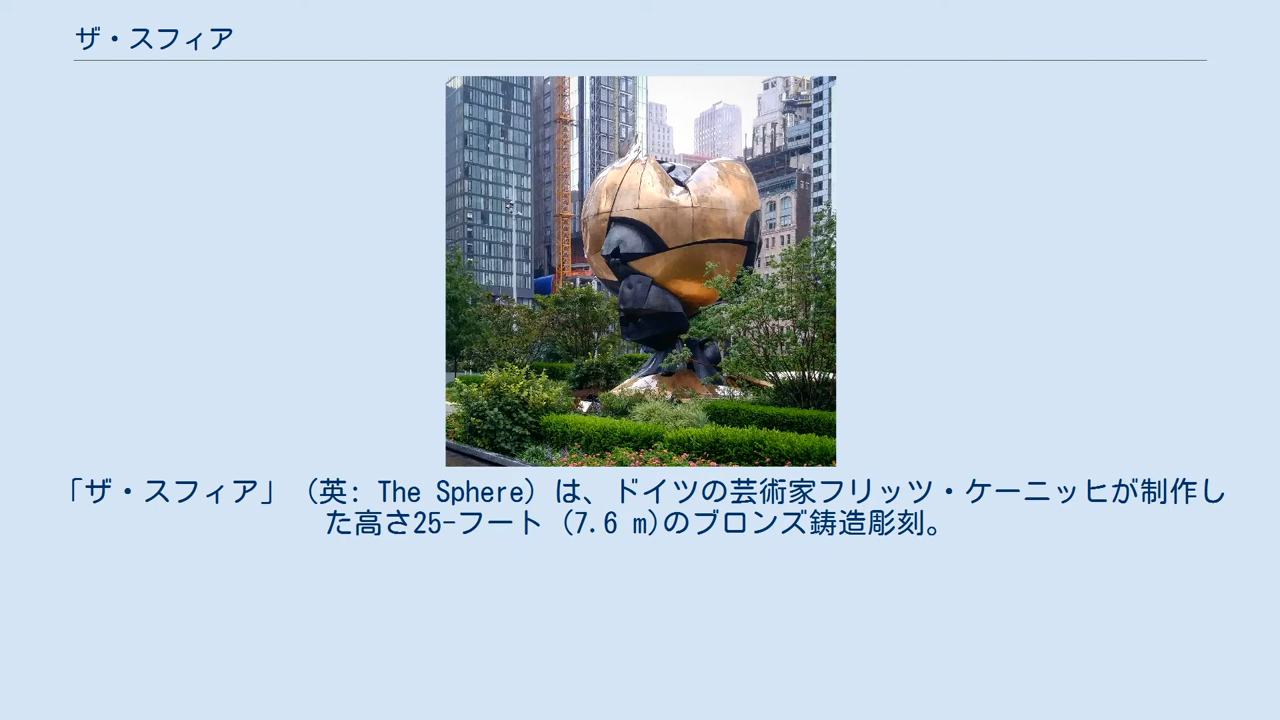 ザ・スフィア
「ザ・スフィア」（英: The Sphere）は、ドイツの芸術家フリッツ・ケーニッヒが制作し
た高さ25-フート (7.6 m)のブロンズ鋳造彫刻。